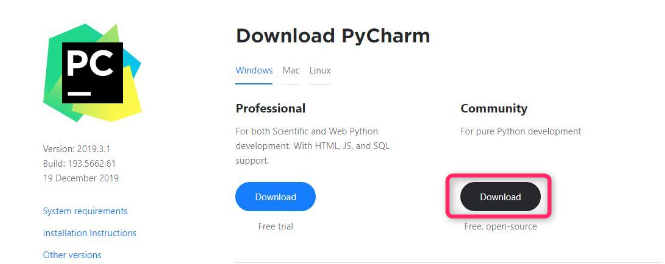 PC
Version: 2019.3.1
Build: 193.5662.61
19 December 2019
System requirements
Installation Instructions
Other versions
Download PyCharm
Windows Mac Linux
Professional
For both Scientific and Web Python
development. With HTML, JS, and SQL
support.
Download
Free trial
Community
For pure Python development
Download
Free, open-source